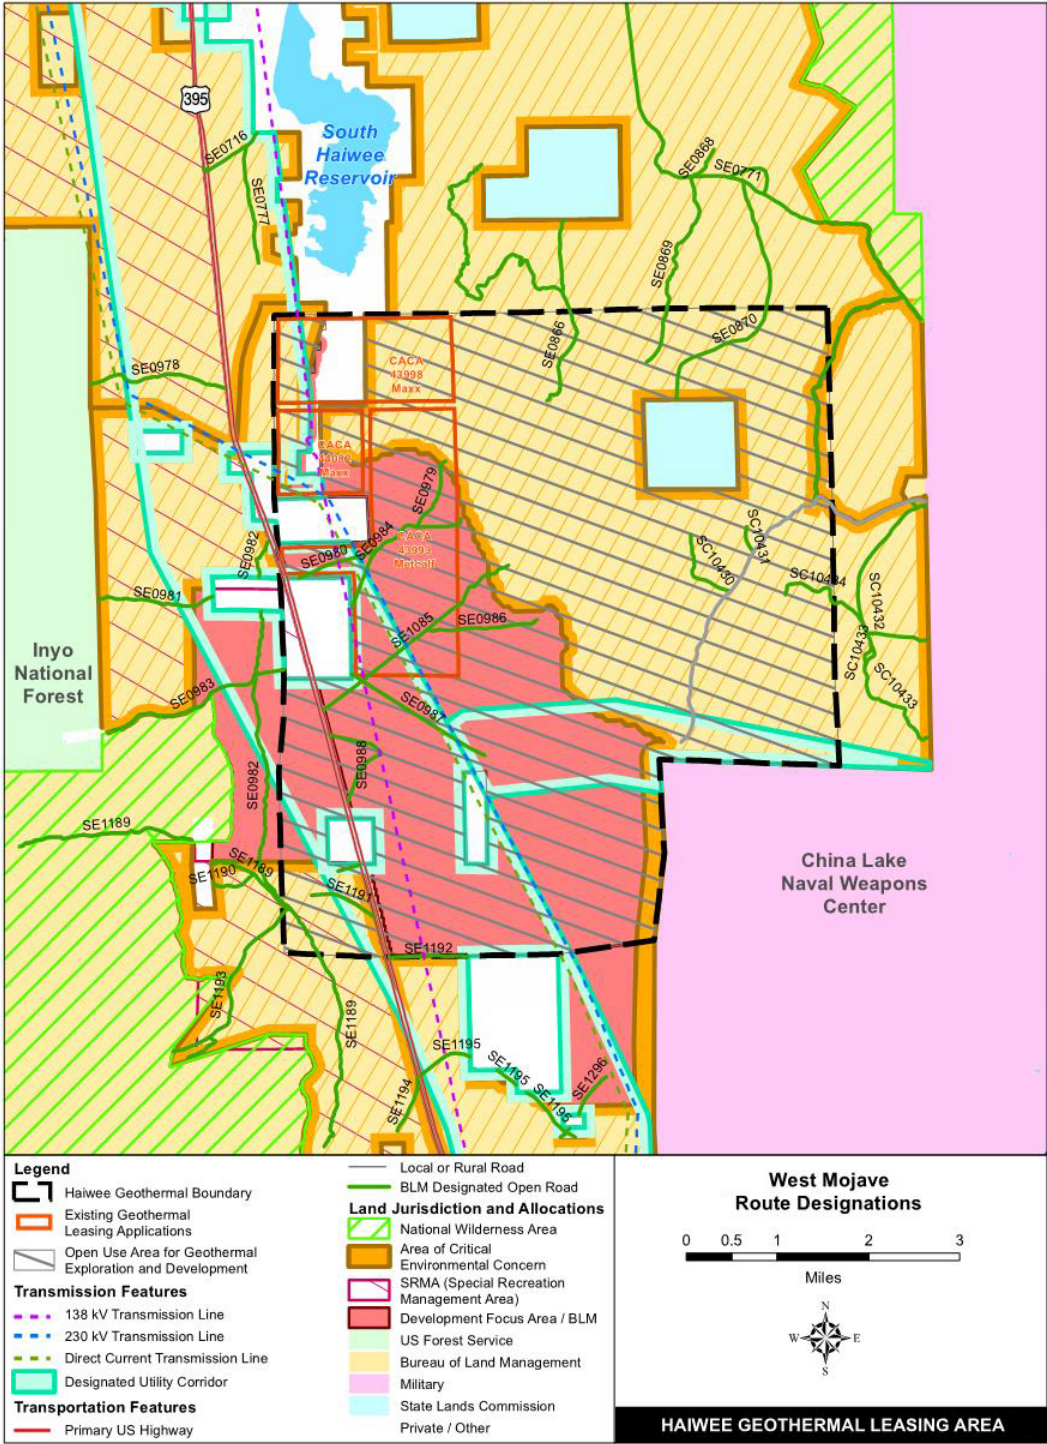 395
South
Haiwee
Reservoir
SE0716
SE0777
SE0868
SE0771
SE0869
SE0866
SE0870
SE0978
CACA
43998
Maxx
CACA
Maxx
SE0979
CACA
43993
Metcalf
SE0984
SE0980
SE0982
SC10431
SC10430
SC10434
SC10432
SE0981
SE1085
SE0986
SC10433
SC10433
Inyo
National
Forest
SE0983
SE0987
SE0988
SE0982
SE1189
SE1189
SE1190
SE1191
China Lake
Naval Weapons
Center
SE1192
SE1193
SE1189
SE1195
SE1195
SE1195
SE1296
SE1194
Legend
Haiwee Geothermal Boundary
Existing Geothermal
Leasing Applications
Open Use Area for Geothermal
Exploration and Development
Transmission Features
138 kV Transmission Line
230 kV Transmission Line
Direct Current Transmission Line
Designated Utility Corridor
Transportation Features
Primary US Highway
Local or Rural Road
BLM Designated Open Road
Land Jurisdiction and Allocations
National Wilderness Area
Area of Critical
Environmental Concern
SRMA (Special Recreation
Management Area)
Development Focus Area / BLM
US Forest Service
Bureau of Land Management
Military
State Lands Commission
Private / Other
West Mojave
Route Designations
0 0.5 1 2 3
Miles
N
W E
S
HAIWEE GEOTHERMAL LEASING AREA